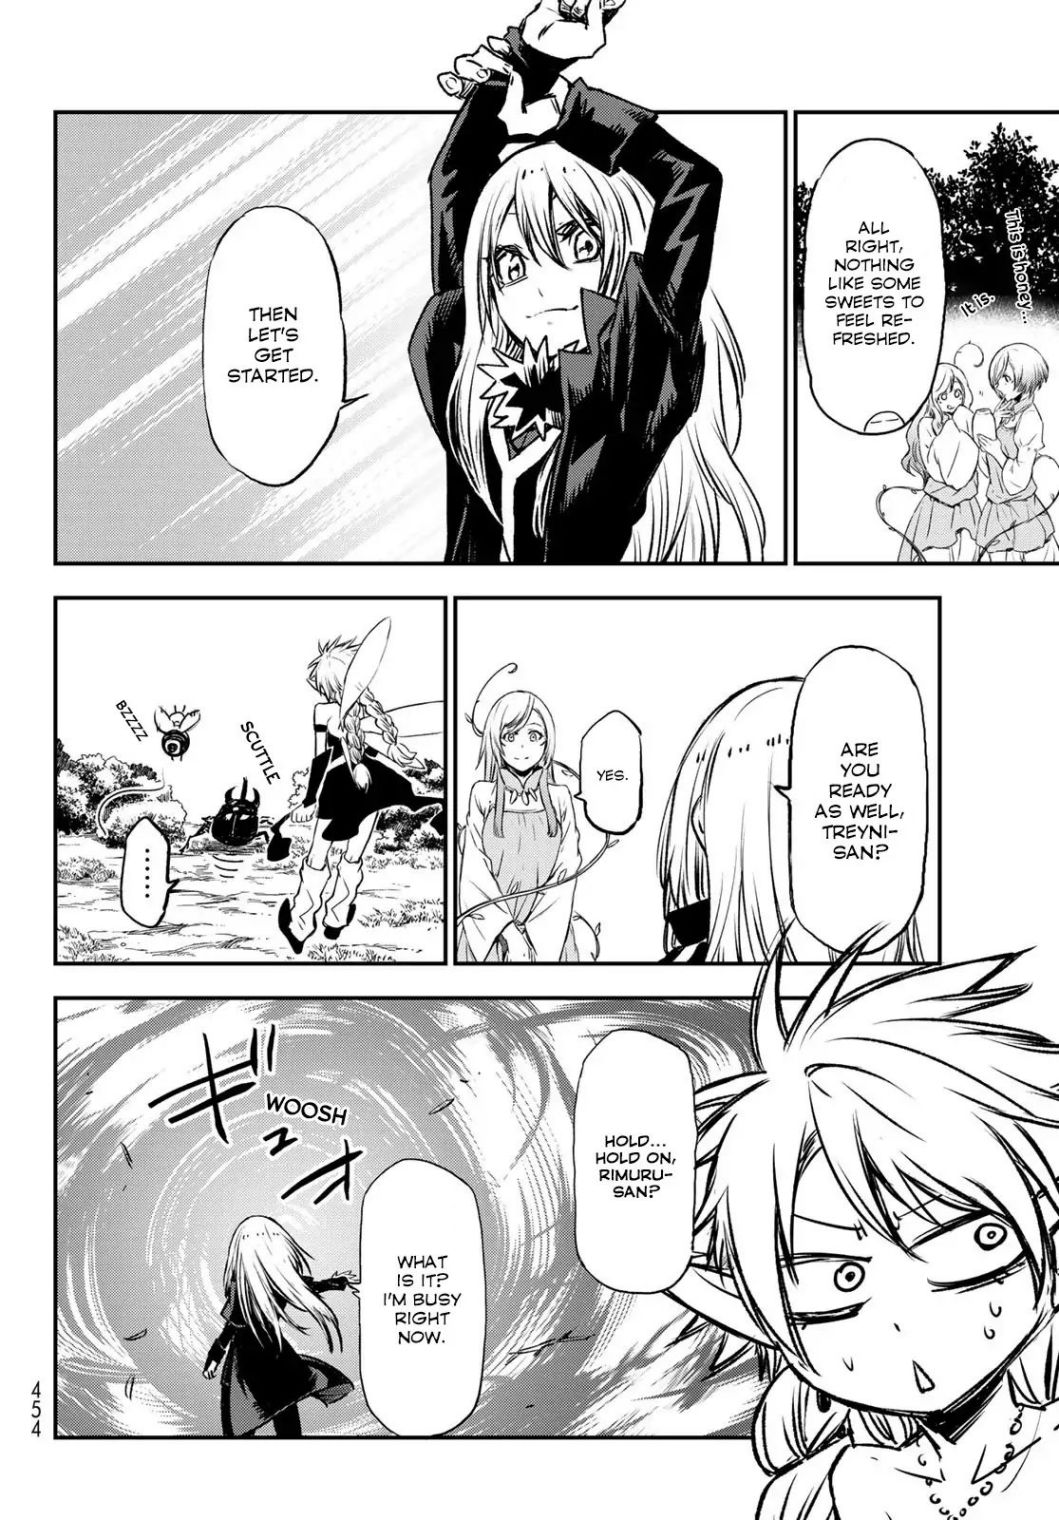 ALL
RIGHT,
NOTHING
LIKE SOME
SWEETS TO
FEEL RE-
FRESHED.
This is honey...
It is.
THEN
LET'S
GET
STARTED.
ARE
YOU
READY
AS WELL,
TREYNI-
SAN?
YES.
SCUTTLE
BZZZZ
......
HOLD...
HOLD ON,
RIMURU-
SAN?
WHAT
IS IT?
I'M BUSY
RIGHT
NOW.
ギュイ
WOOSH
454